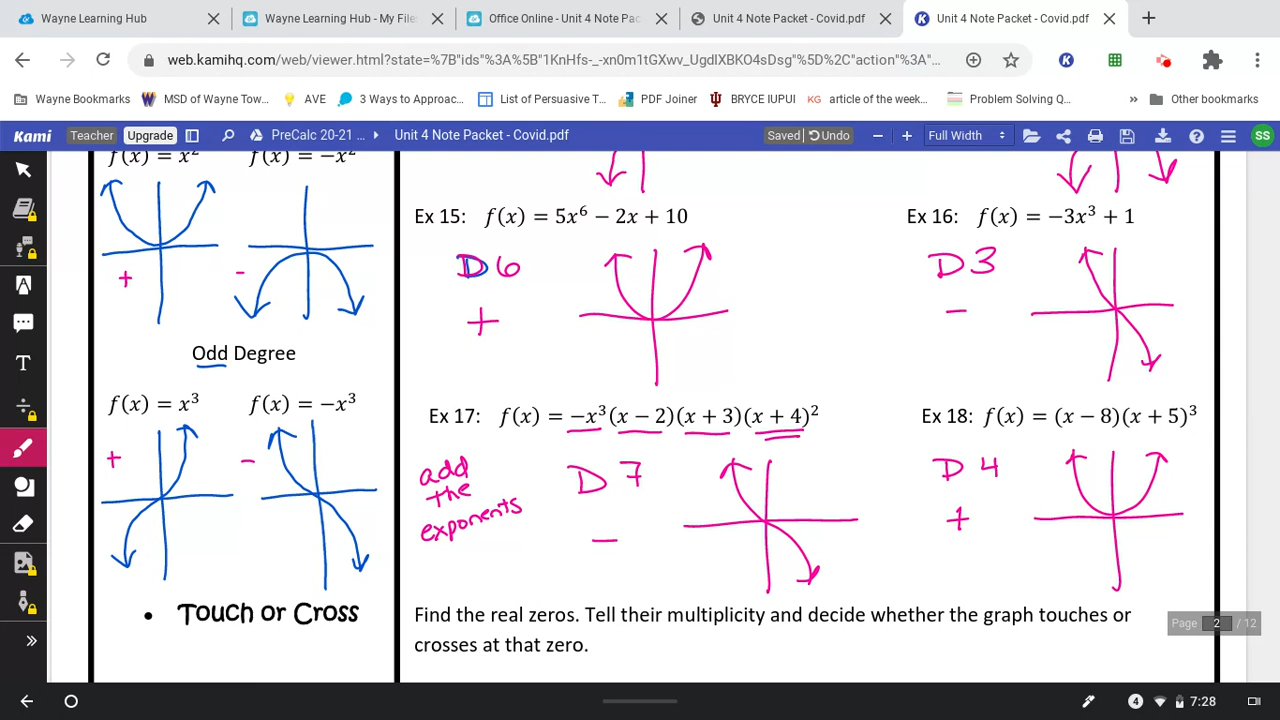 Wayne Learning Hub
Wayne Learning Hub - My File
Office Online - Unit 4 Note Pac
Unit 4 Note Packet - Covid.pdf
Unit 4 Note Packet - Covid.pdf
web.kamihq.com/web/viewer.html?state=%7B"ids"%3A%5B"1KnHfs-_-xn0m1tGXwv_UgdIXBKO4sDsg"%5D%2C"action"%3A"...
Wayne Bookmarks
MSD of Wayne Tow...
AVE
3 Ways to Approac...
List of Persuasive T...
PDF Joiner
BRYCE IUPUI
KG article of the week...
Problem Solving Q...
»
Other bookmarks
Kami
Teacher
Upgrade
PreCalc 20-21 ...
Unit 4 Note Packet - Covid.pdf
Saved
Undo
Full Width
SS
f(x) = x² f(x) = −x²
+ -
Odd Degree
f(x) = x³ f(x) = −x³
+ -
• Touch or Cross
Ex 15: f(x) = 5x⁶ − 2x + 10
D 6
+
Ex 16: f(x) = −3x³ + 1
D 3
−
Ex 17: f(x) = −x³(x − 2)(x + 3)(x + 4)²
add
the
exponents
D 7
−
Ex 18: f(x) = (x − 8)(x + 5)³
D 4
+
Find the real zeros. Tell their multiplicity and decide whether the graph touches or
crosses at that zero.
Page 2 / 12
4
7:28